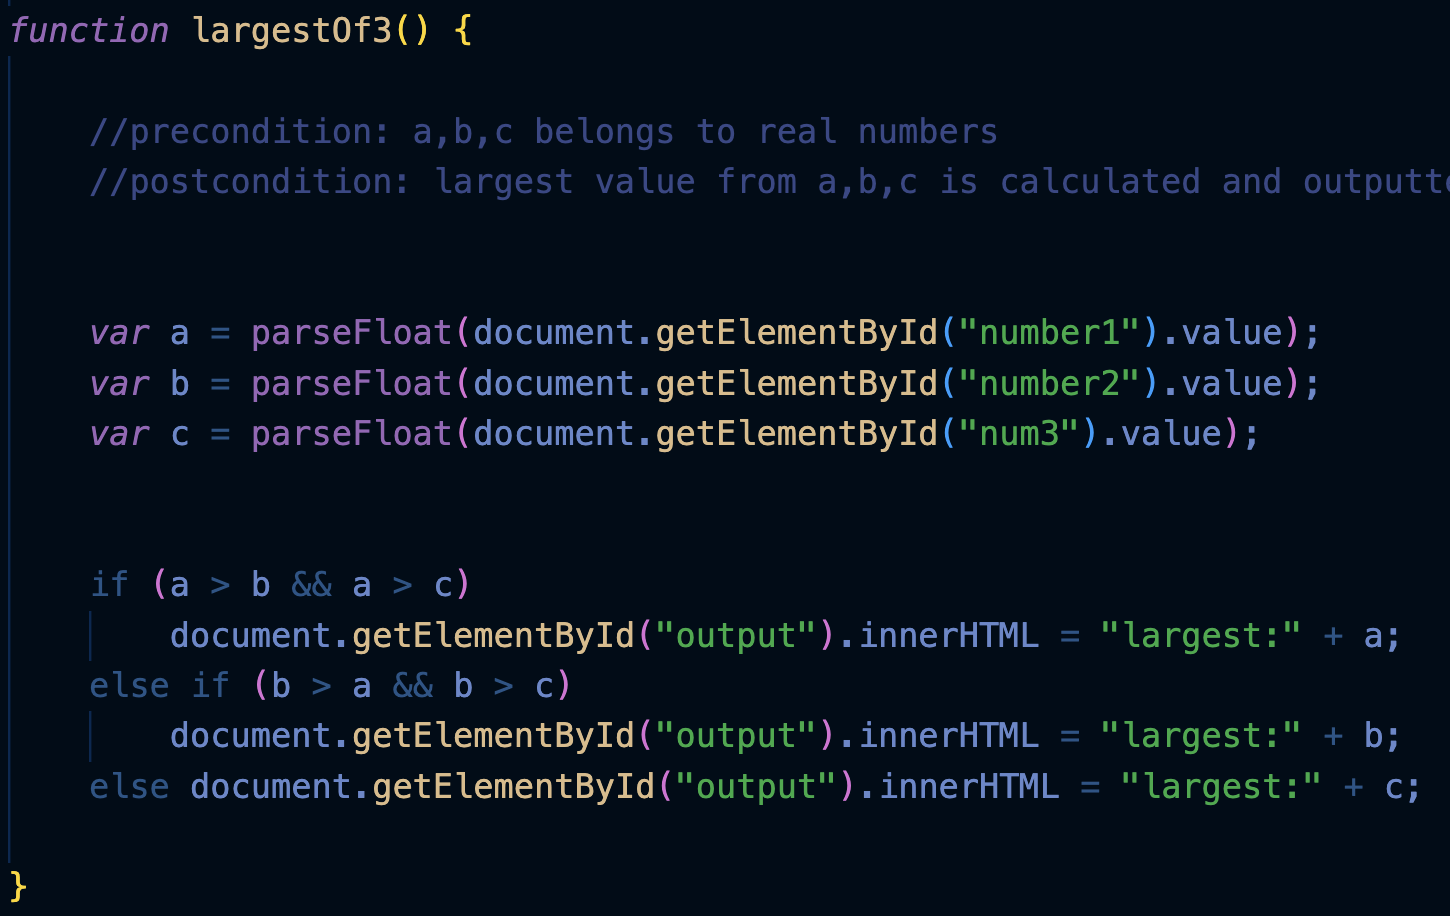 function largestOf3() {
//precondition: a,b,c belongs to real numbers
//postcondition: largest value from a,b,c is calculated and
var a = parseFloat(document.getElementById("number1").value);
var b = parseFloat(document.getElementById("number2").value);
var c = parseFloat(document.getElementById("num3").value);
if (a > b && a > c)
document.getElementById("output").innerHTML = "largest:" + a;
else if (b > a && b > c)
document.getElementById("output").innerHTML = "largest:" + b;
else document.getElementById("output").innerHTML = "largest:" + c;
}